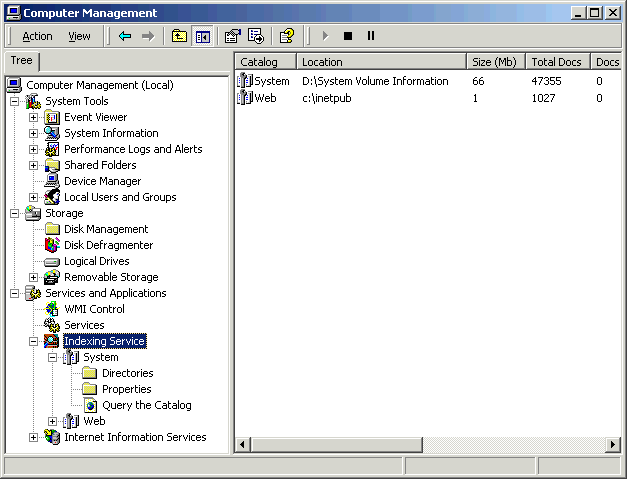 Computer Management
Action View
Tree
Computer Management (Local)
System Tools
Event Viewer
System Information
Performance Logs and Alerts
Shared Folders
Device Manager
Local Users and Groups
Storage
Disk Management
Disk Defragmenter
Logical Drives
Removable Storage
Services and Applications
WMI Control
Services
Indexing Service
System
Directories
Properties
Query the Catalog
Web
Internet Information Services
Catalog Location Size (Mb) Total Docs Docs
System D:\System Volume Information 66 47355 0
Web c:\inetpub 1 1027 0